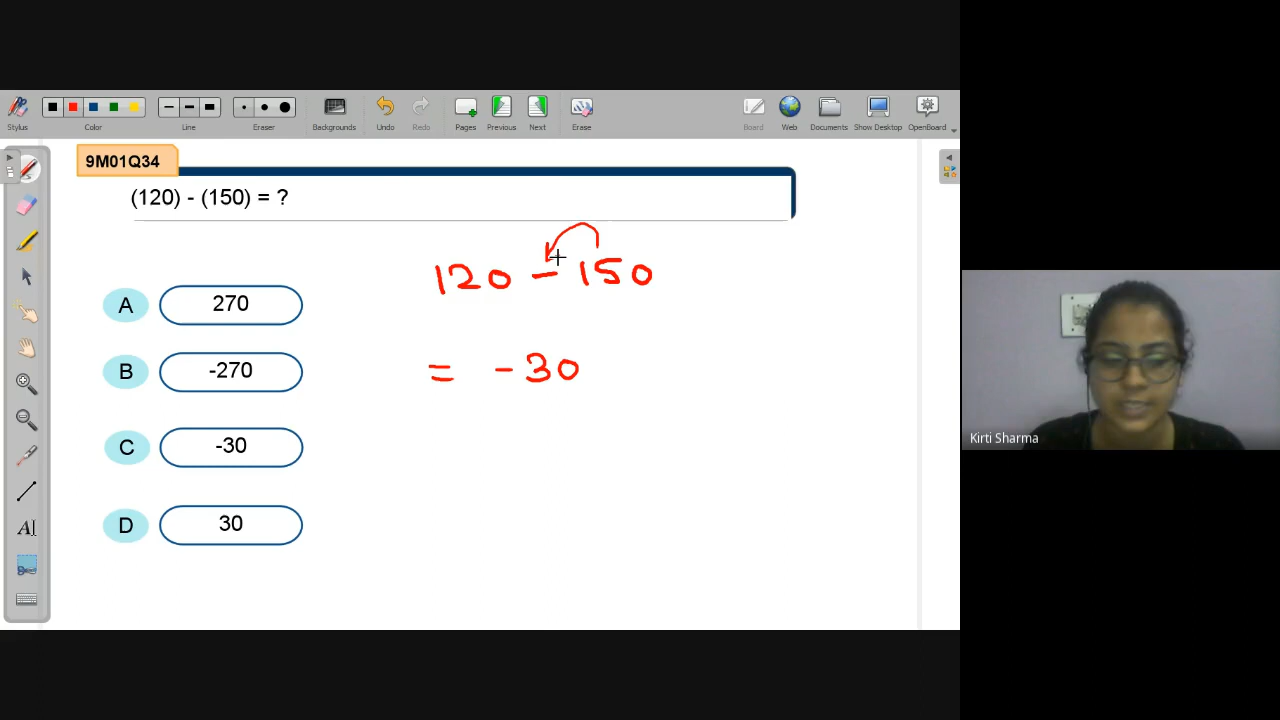 Stylus
Color
Line
Eraser
Backgrounds
Undo
Redo
Pages
Previous
Next
Erase
Board
Web
Documents
Show Desktop
OpenBoard
9M01Q34
(120) - (150) = ?
120 - 150
= -30
A 270
B -270
C -30
D 30
A
Kirti Sharma